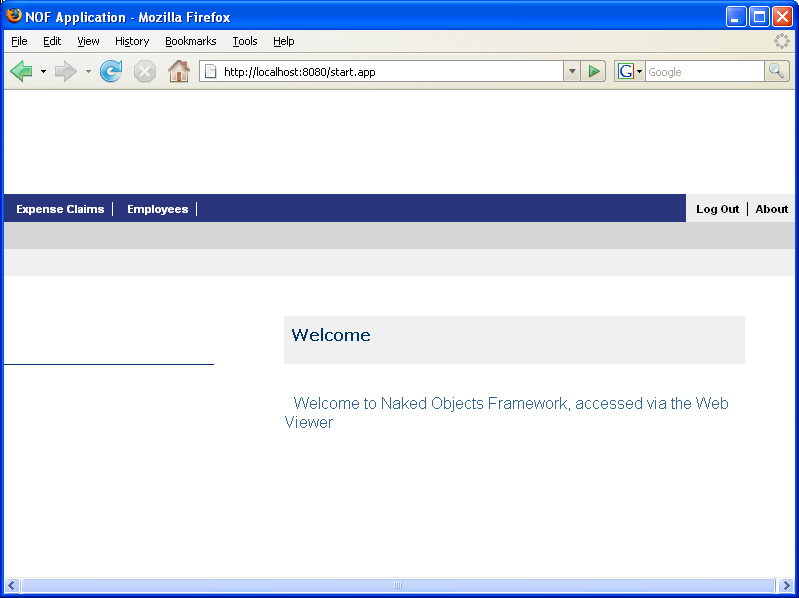 NOF Application - Mozilla Firefox
File Edit View History Bookmarks Tools Help
http://localhost:8080/start.app G Google
Expense Claims Employees Log Out About
Welcome
Welcome to Naked Objects Framework, accessed via the Web
Viewer